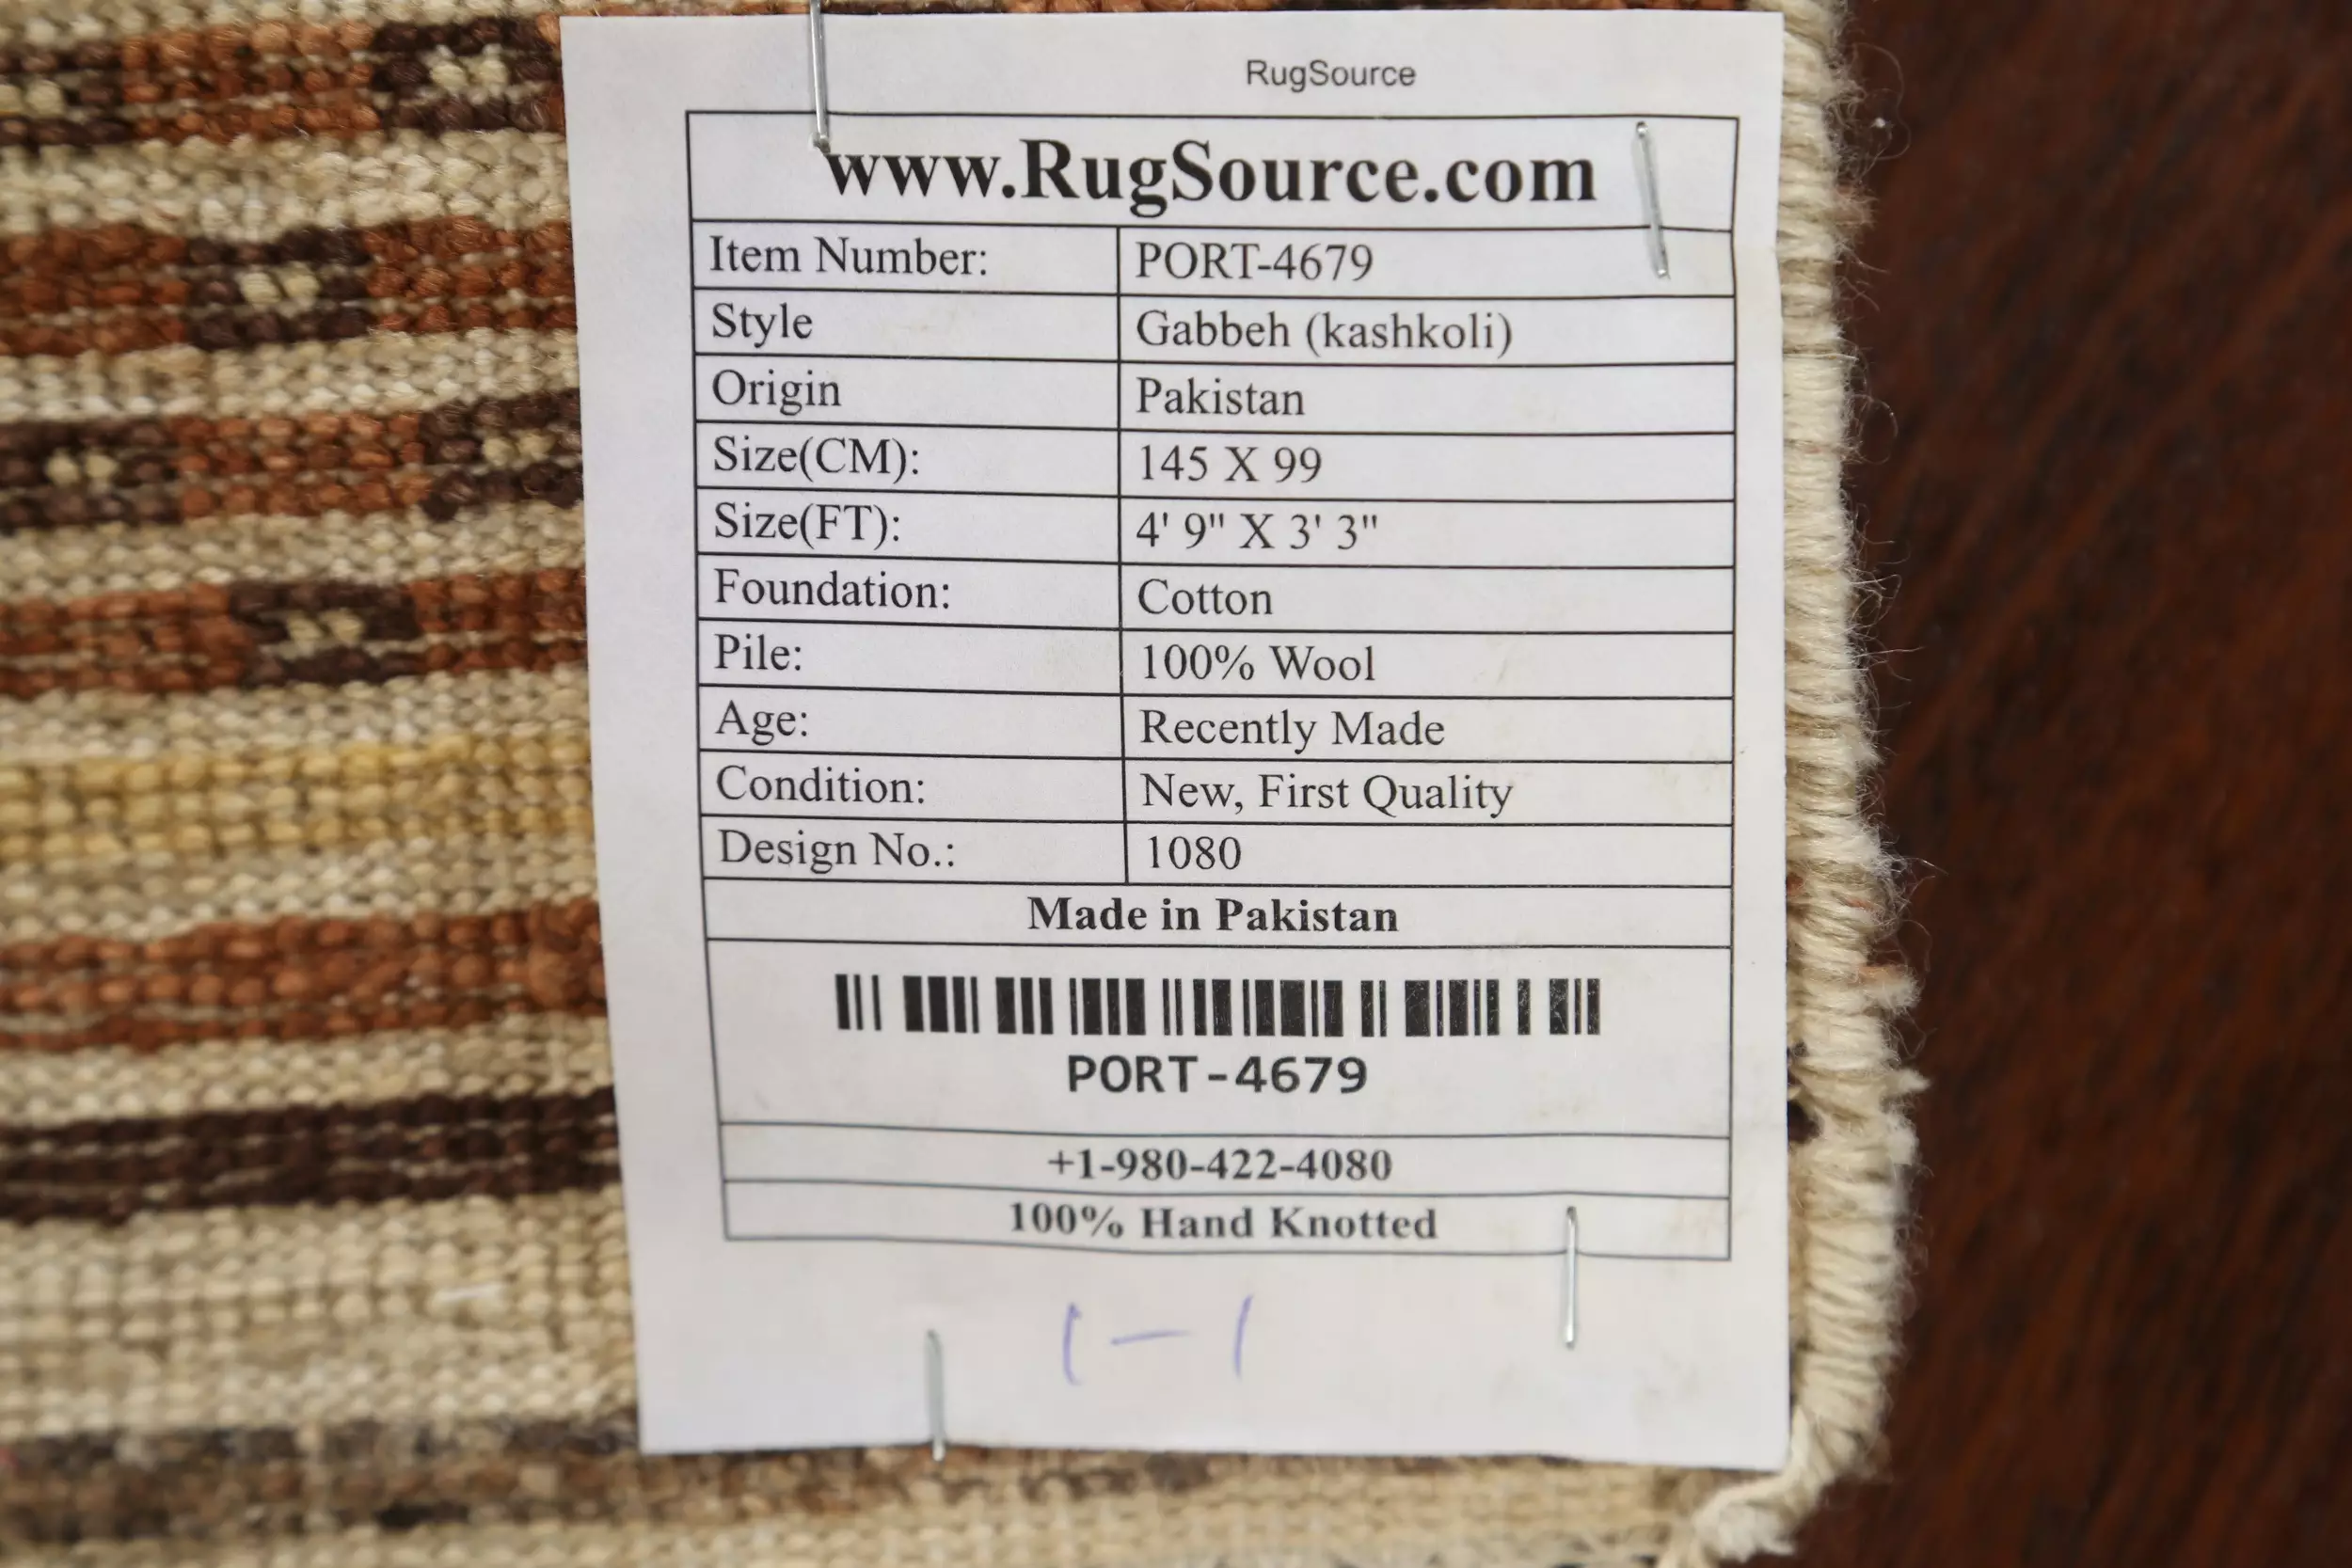 RugSource
www.RugSource.com
Item Number: PORT-4679
Style Gabbeh (kashkoli)
Origin Pakistan
Size(CM): 145 X 99
Size(FT): 4' 9" X 3' 3"
Foundation: Cotton
Pile: 100% Wool
Age: Recently Made
Condition: New, First Quality
Design No.: 1080
Made in Pakistan
PORT-4679
+1-980-422-4080
100% Hand Knotted
1-1